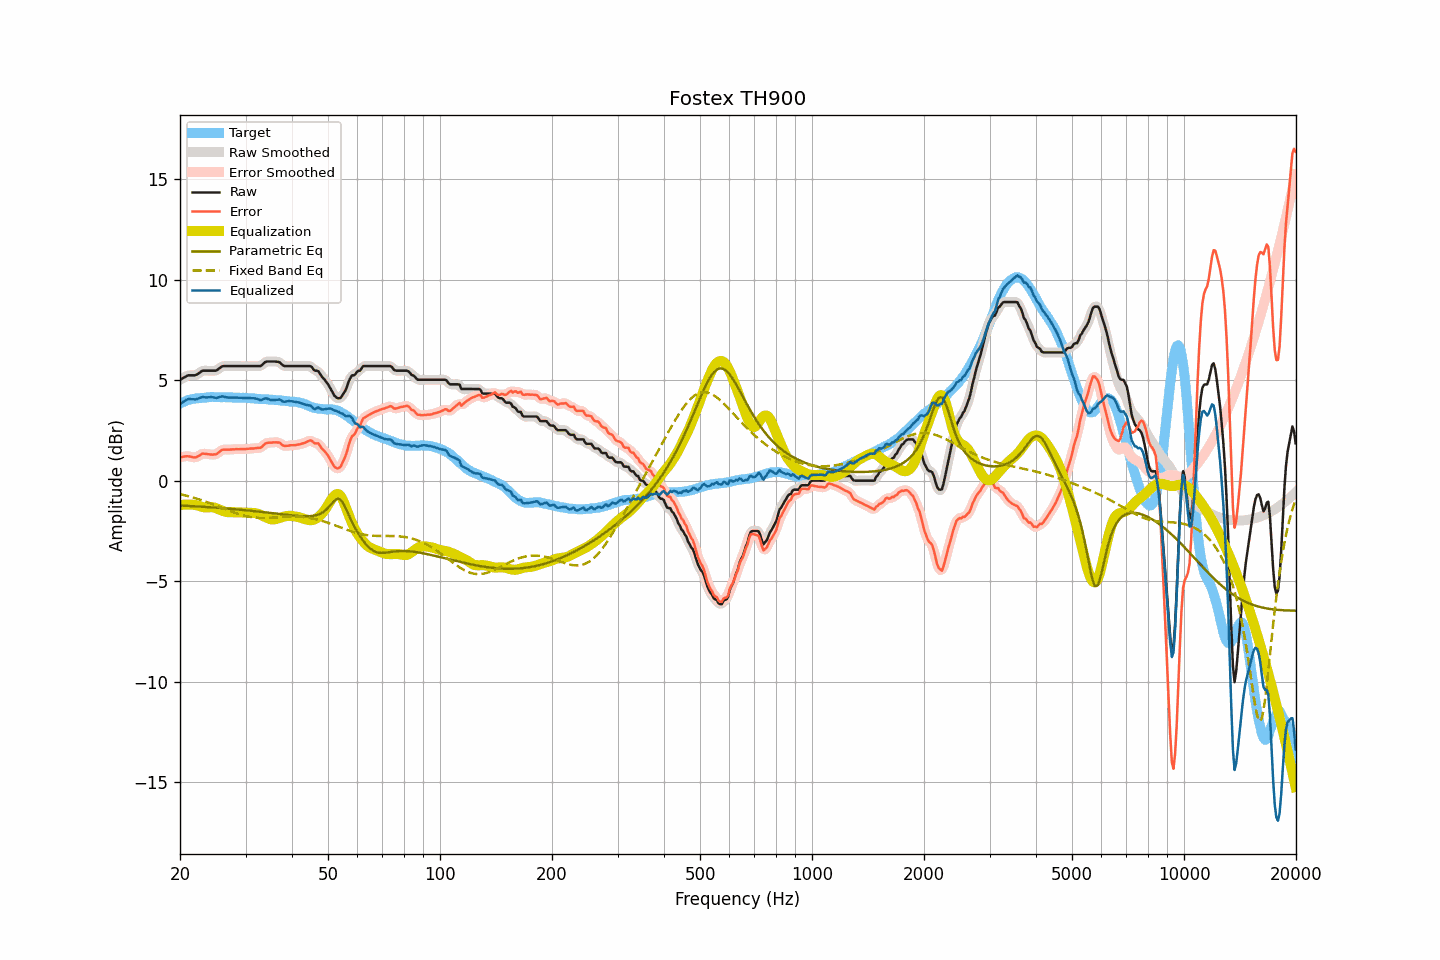 Fostex TH900
Target
Raw Smoothed
Error Smoothed
Raw
Error
Equalization
Parametric Eq
Fixed Band Eq
Equalized
Amplitude (dBr)
15
10
5
0
−5
−10
−15
20 50 100 200 500 1000 2000 5000 10000 20000
Frequency (Hz)